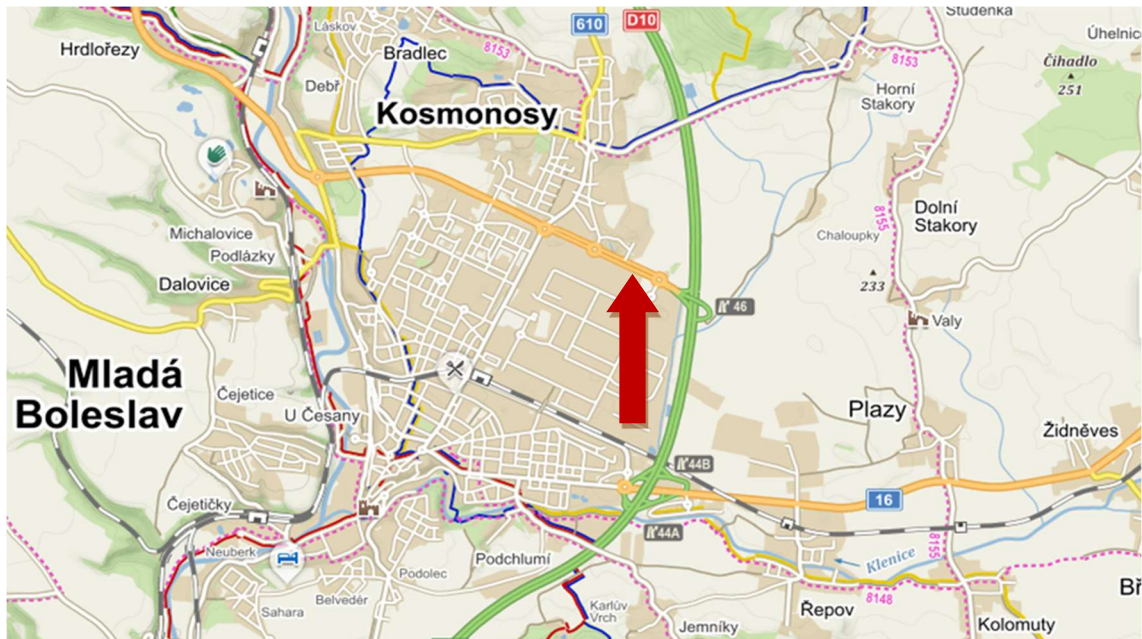 Studénka
Láskov
610
D10
Úhelnic
Hrdlořezy
Bradlec
8153
8153
Čihadlo
251
Debř
Horní
Stakory
Kosmonosy
Michalovice
Podlázky
Dalovice
8155
Dolní
Stakory
Chaloupky
233
46
Valy
Mladá
Boleslav
Čejetice
U Česany
Plazy
Židněves
44B
16
Čejetičky
44A
Neuberk
Podchlumí
Klenice
8155
Podolec
8148
Sahara
Belvedér
Karlův
Vrch
Řepov
Jemníky
Kolomuty
Bř